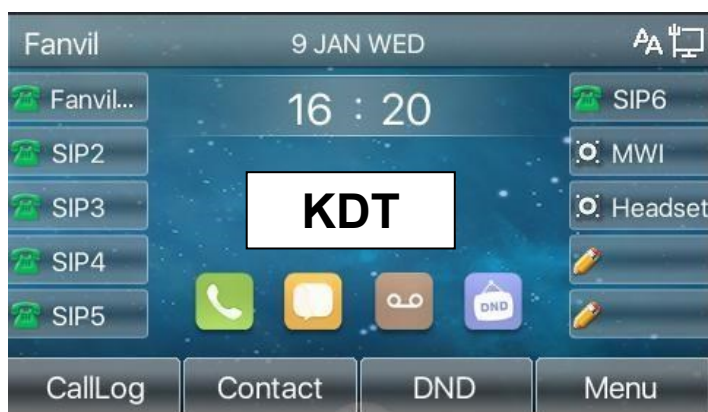 Fanvil 9 JAN WED AA
Fanvil... 16 : 20 SIP6
SIP2 MWI
SIP3 KDT Headset
SIP4
SIP5 DND
CallLog Contact DND Menu